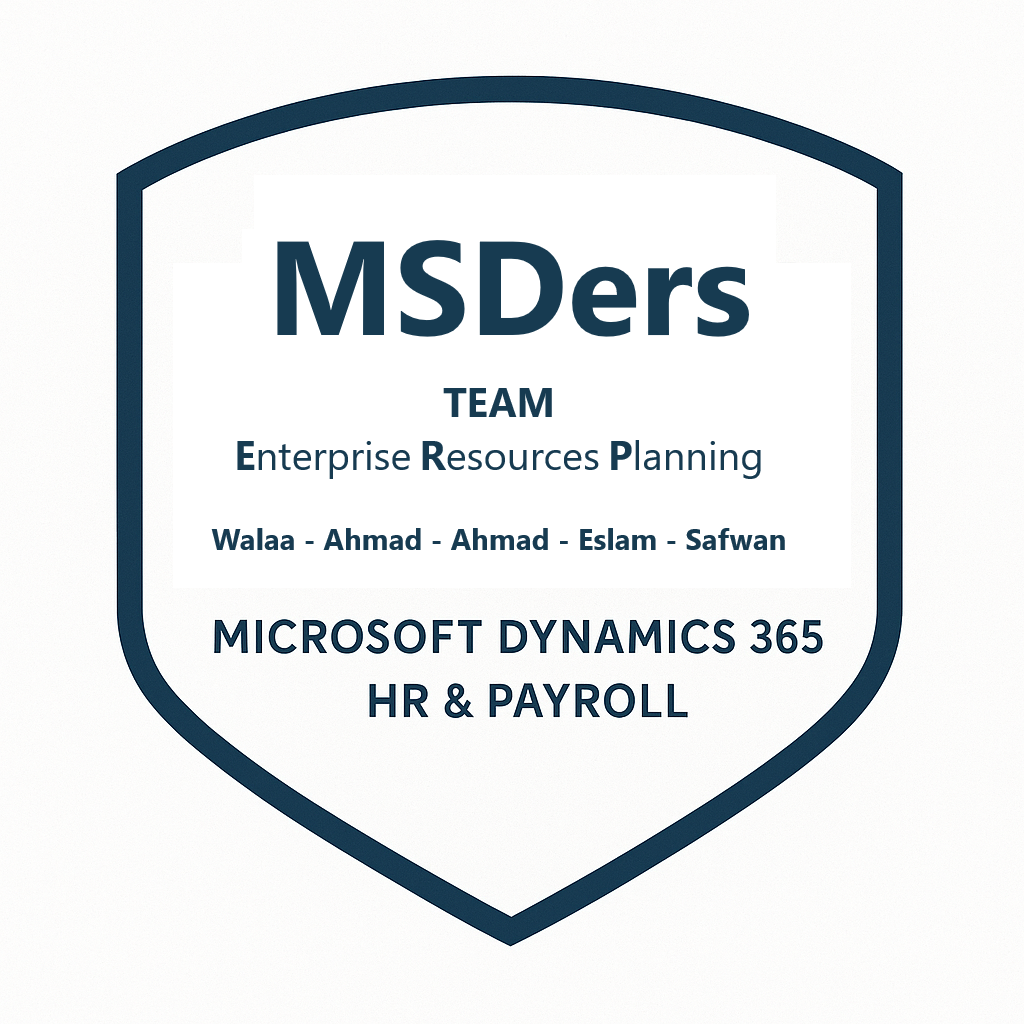 MSDers
TEAM
Enterprise Resources Planning
Walaa - Ahmad - Ahmad - Eslam - Safwan
MICROSOFT DYNAMICS 365
HR & PAYROLL